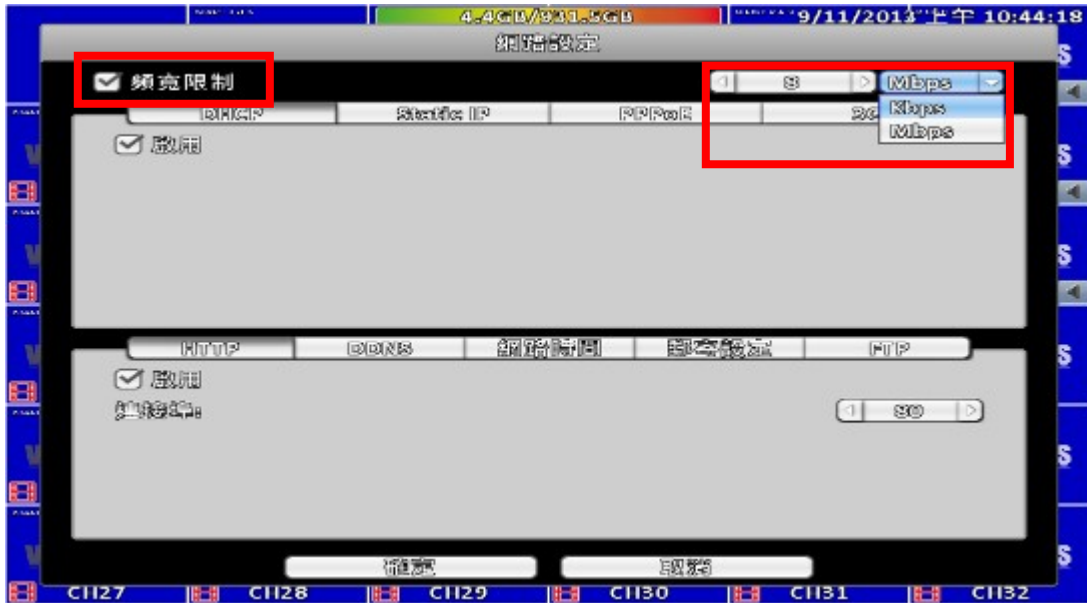 4.4GB/931.5GB
9/11/2013 上午 10:44:18
網路設定
頻寬限制
8 Mbps
Kbps
Mbps
DHCP Static IP PPPoE
啟用
HTTP DDNS 網路時間 郵寄設定 FTP
啟用
連接埠:
80
確定 取消
CH27 CH28 CH29 CH30 CH31 CH32